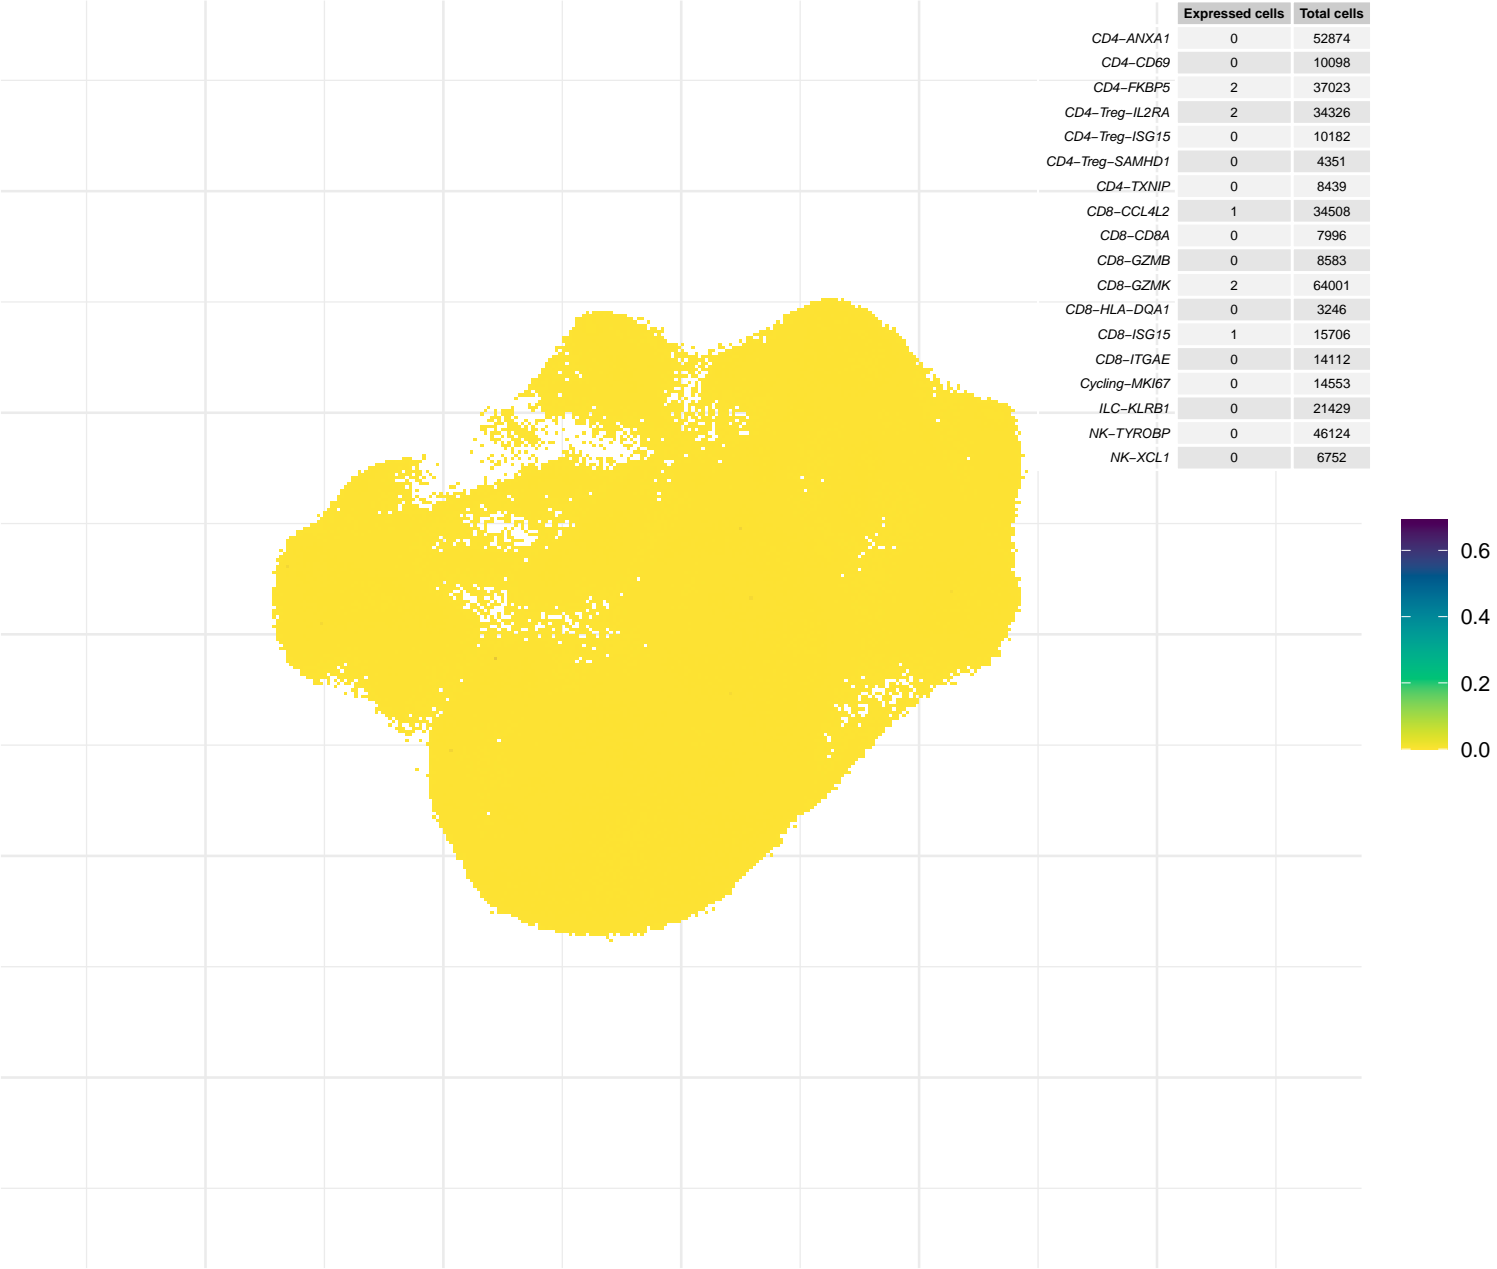 Expressed cells Total cells
CD4−ANXA1 0 52874
CD4−CD69 0 10098
CD4−FKBP5 2 37023
CD4−Treg−IL2RA 2 34326
CD4−Treg−ISG15 0 10182
CD4−Treg−SAMHD1 0 4351
CD4−TXNIP 0 8439
CD8−CCL4L2 1 34508
CD8−CD8A 0 7996
CD8−GZMB 0 8583
CD8−GZMK 2 64001
CD8−HLA−DQA1 0 3246
CD8−ISG15 1 15706
CD8−ITGAE 0 14112
Cycling−MKI67 0 14553
ILC−KLRB1 0 21429
NK−TYROBP 0 46124
NK−XCL1 0 6752
0.6
0.4
0.2
0.0